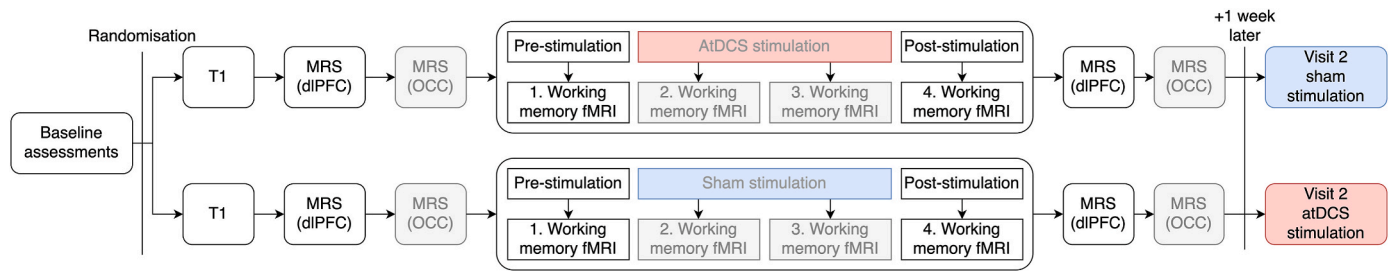 Randomisation
+1 week
later
Baseline
assessments
T1
MRS
(dlPFC)
MRS
(OCC)
Pre-stimulation
AtDCS stimulation
Post-stimulation
1. Working
memory fMRI
2. Working
memory fMRI
3. Working
memory fMRI
4. Working
memory fMRI
MRS
(dlPFC)
MRS
(OCC)
Visit 2
sham
stimulation
T1
MRS
(dlPFC)
MRS
(OCC)
Pre-stimulation
Sham stimulation
Post-stimulation
1. Working
memory fMRI
2. Working
memory fMRI
3. Working
memory fMRI
4. Working
memory fMRI
MRS
(dlPFC)
MRS
(OCC)
Visit 2
atDCS
stimulation